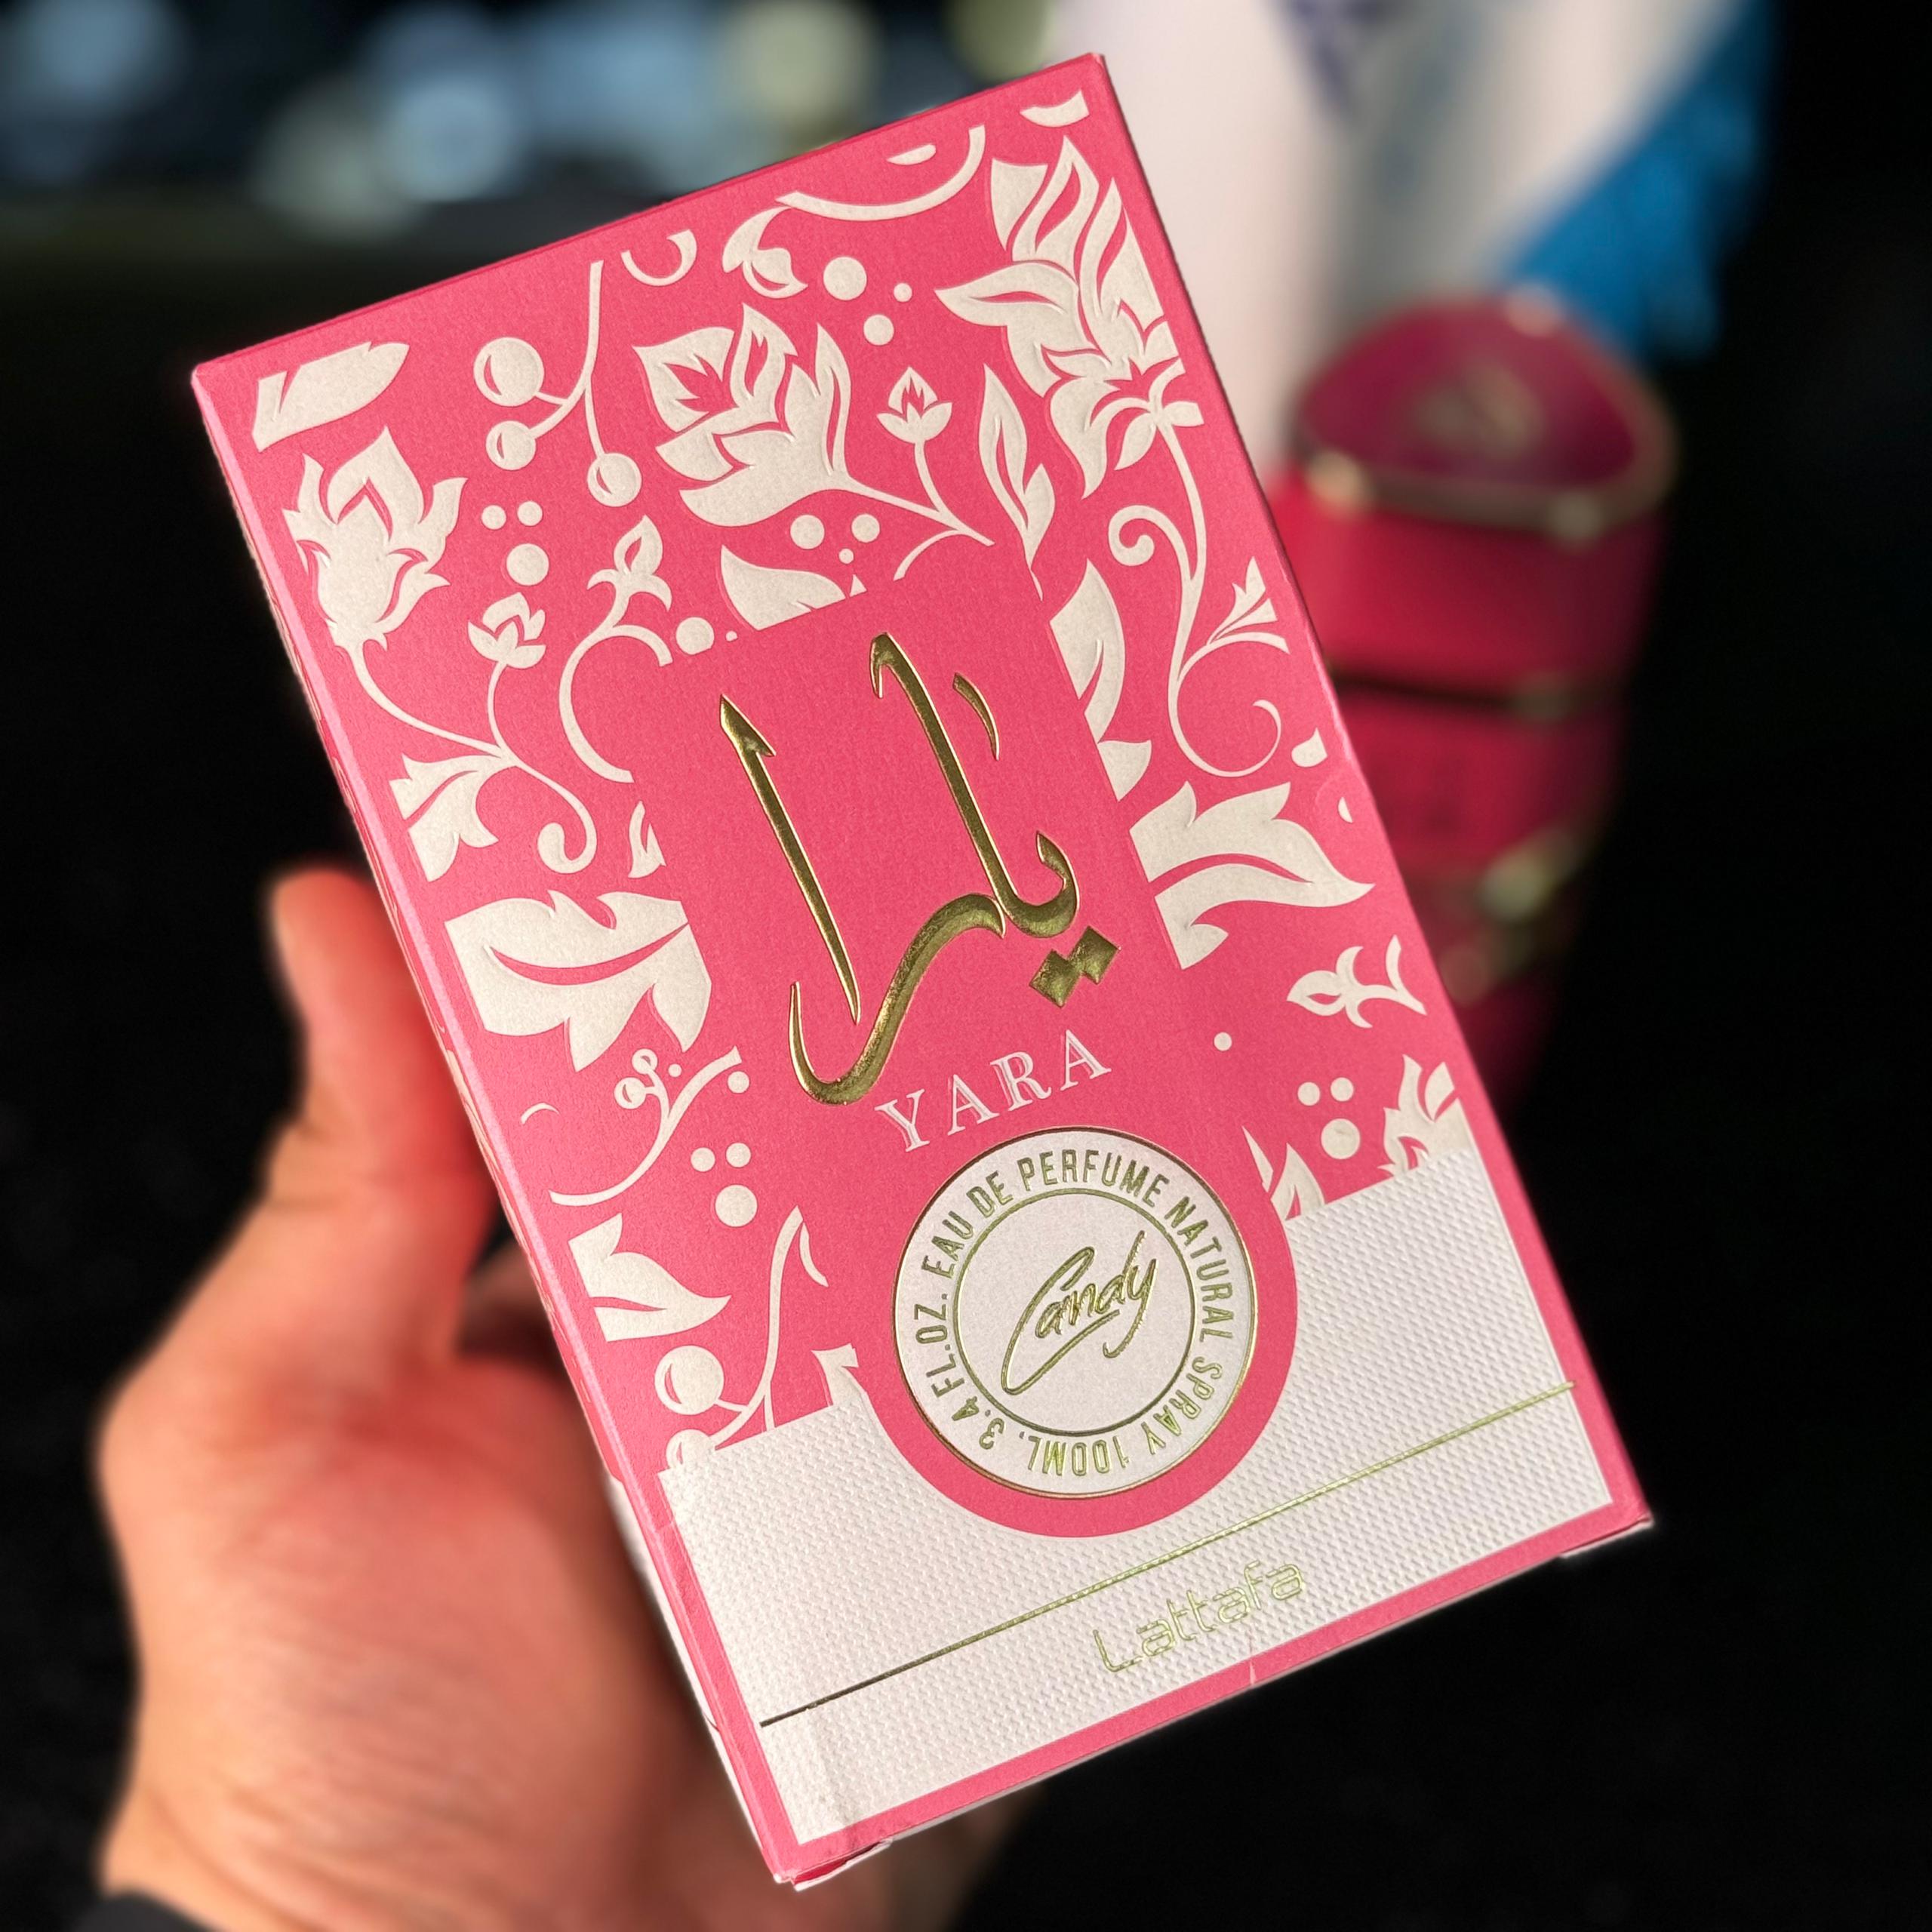 يارا
YARA
EAU DE PERFUME NATURAL SPRAY 100ML. 3.4 FL.OZ.
Candy
Lattafa